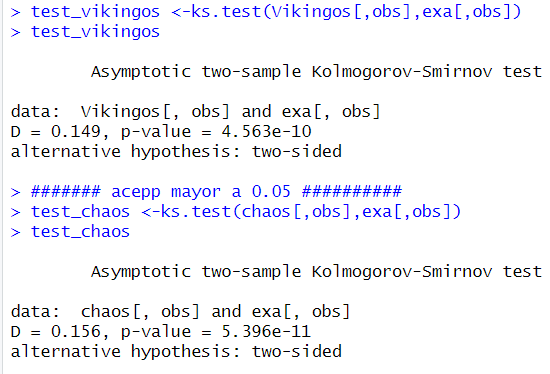 > test_vikingos <-ks.test(Vikingos[,obs],exa[,obs])
> test_vikingos
Asymptotic two-sample Kolmogorov-Smirnov test
data:  Vikingos[, obs] and exa[, obs]
D = 0.149, p-value = 4.563e-10
alternative hypothesis: two-sided
> ####### acepp mayor a 0.05 ##########
> test_chaos <-ks.test(chaos[,obs],exa[,obs])
> test_chaos
Asymptotic two-sample Kolmogorov-Smirnov test
data:  chaos[, obs] and exa[, obs]
D = 0.156, p-value = 5.396e-11
alternative hypothesis: two-sided